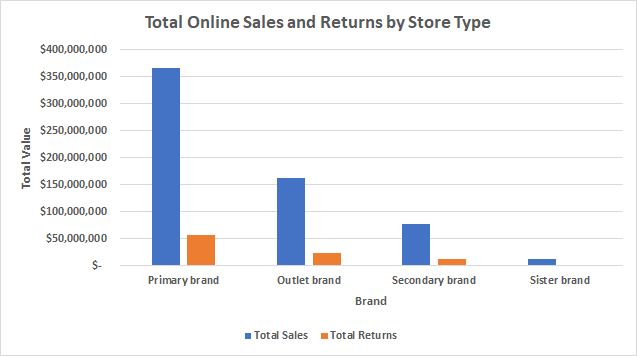 Total Online Sales and Returns by Store Type
$400,000,000
$350,000,000
$300,000,000
$250,000,000
$200,000,000
$150,000,000
$100,000,000
$50,000,000
$-
Total Value
Primary brand Outlet brand Secondary brand Sister brand
Brand
Total Sales Total Returns